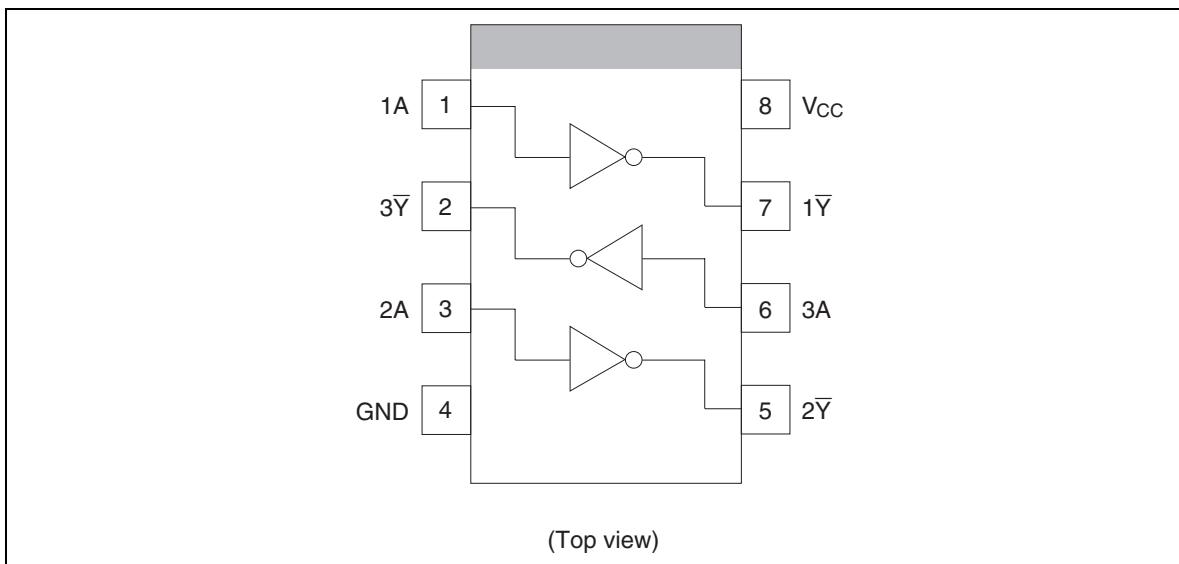 1A 1 8 VCC
3Y̅ 2 7 1Y̅
2A 3 6 3A
GND 4 5 2Y̅
(Top view)